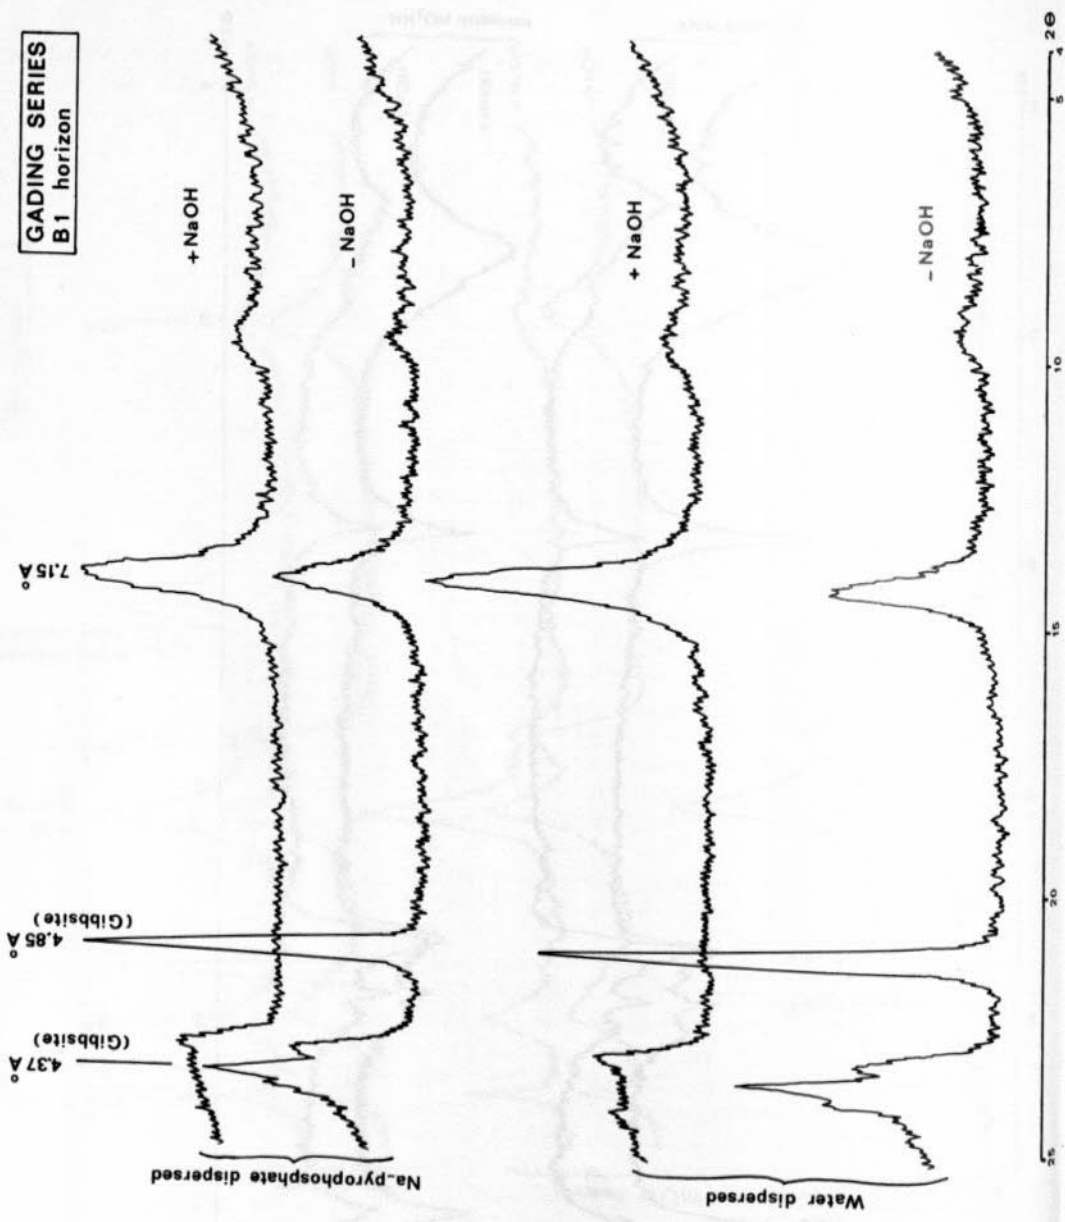 GADING SERIES
B1 horizon
+ NaOH
– NaOH
+ NaOH
– NaOH
7.15 Å
4.85 Å
(Gibbsite)
4.37 Å
(Gibbsite)
Na-pyrophosphate dispersed
Water dispersed
25
20
15
10
5
4
2θ